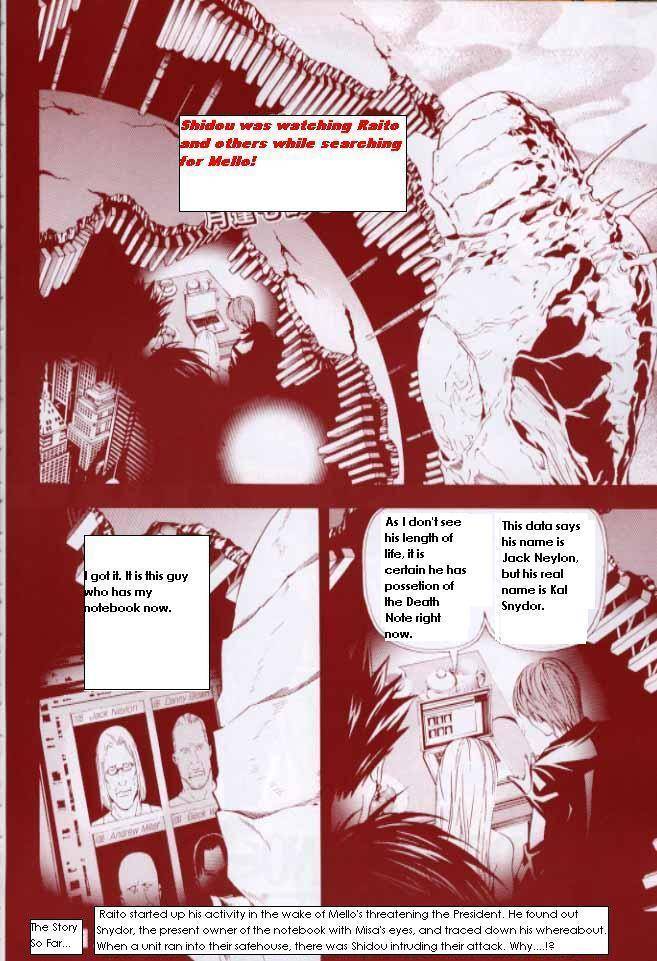 Shidou was watching Raito
and others while searching
for Mello!
As I don't see
his length of
life, it is
certain he has
possetion of
the Death
Note right
now.
This data says
his name is
Jack Neylon,
but his real
name is Kal
Snydor.
I got it. It is this guy
who has my
notebook now.
Jack Neylon
Andrew Miller
The Story
So Far...
Raito started up his activity in the wake of Mello's threatening the President. He found out
Snydor, the present owner of the notebook with Misa's eyes, and traced down his whereabout.
When a unit ran into their safehouse, there was Shidou intruding their attack. Why....!?